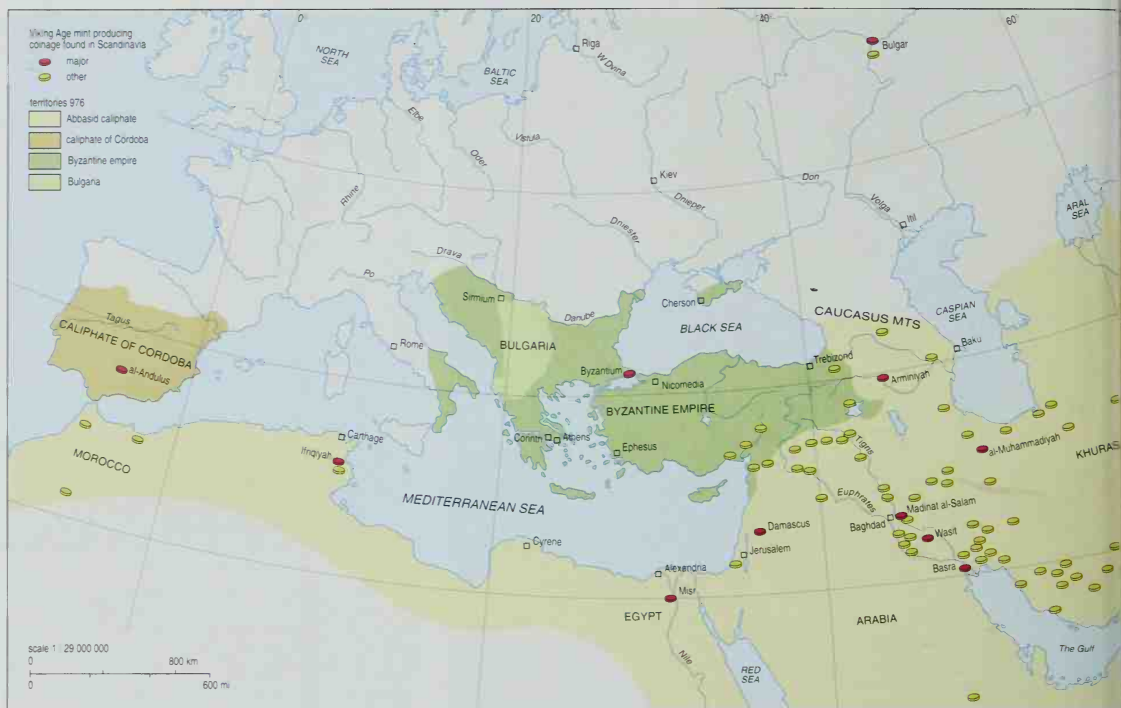 Viking Age mint producing
coinage found in Scandinavia
major
other
territories 976
Abbasid caliphate
caliphate of Córdoba
Byzantine empire
Bulgaria
0°
20°
40°
60°
NORTH
SEA
BALTIC
SEA
Riga
W Dvina
Bulgar
Elbe
Oder
Vistula
Rhine
Kiev
Dnieper
Don
Volga
Itil
ARAL
SEA
Dniester
Drava
Po
Sirmium
Danube
Cherson
BLACK SEA
CAUCASUS MTS
CASPIAN
SEA
Baku
Tagus
CALIPHATE OF CORDOBA
al-Andulus
Rome
BULGARIA
Byzantium
Nicomedia
Trebizond
Arminiyah
BYZANTINE EMPIRE
Corinth
Athens
Ephesus
Carthage
Ifriqiyah
MOROCCO
MEDITERRANEAN SEA
Tigris
al-Muhammadiyah
KHURAS
Euphrates
Madinat al-Salam
Baghdad
Wasit
Basra
Damascus
Jerusalem
Cyrene
Alexandria
Misr
EGYPT
Nile
ARABIA
RED
SEA
The Gulf
scale 1 : 29 000 000
0
800 km
0
600 mi